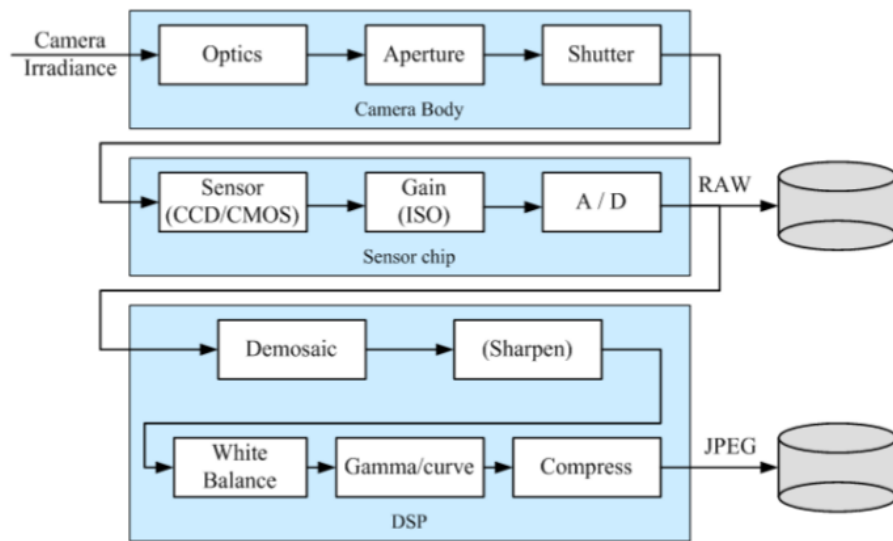 Camera
Irradiance
Optics
Aperture
Shutter
Camera Body
Sensor
(CCD/CMOS)
Gain
(ISO)
A / D
RAW
Sensor chip
Demosaic
(Sharpen)
White
Balance
Gamma/curve
Compress
JPEG
DSP